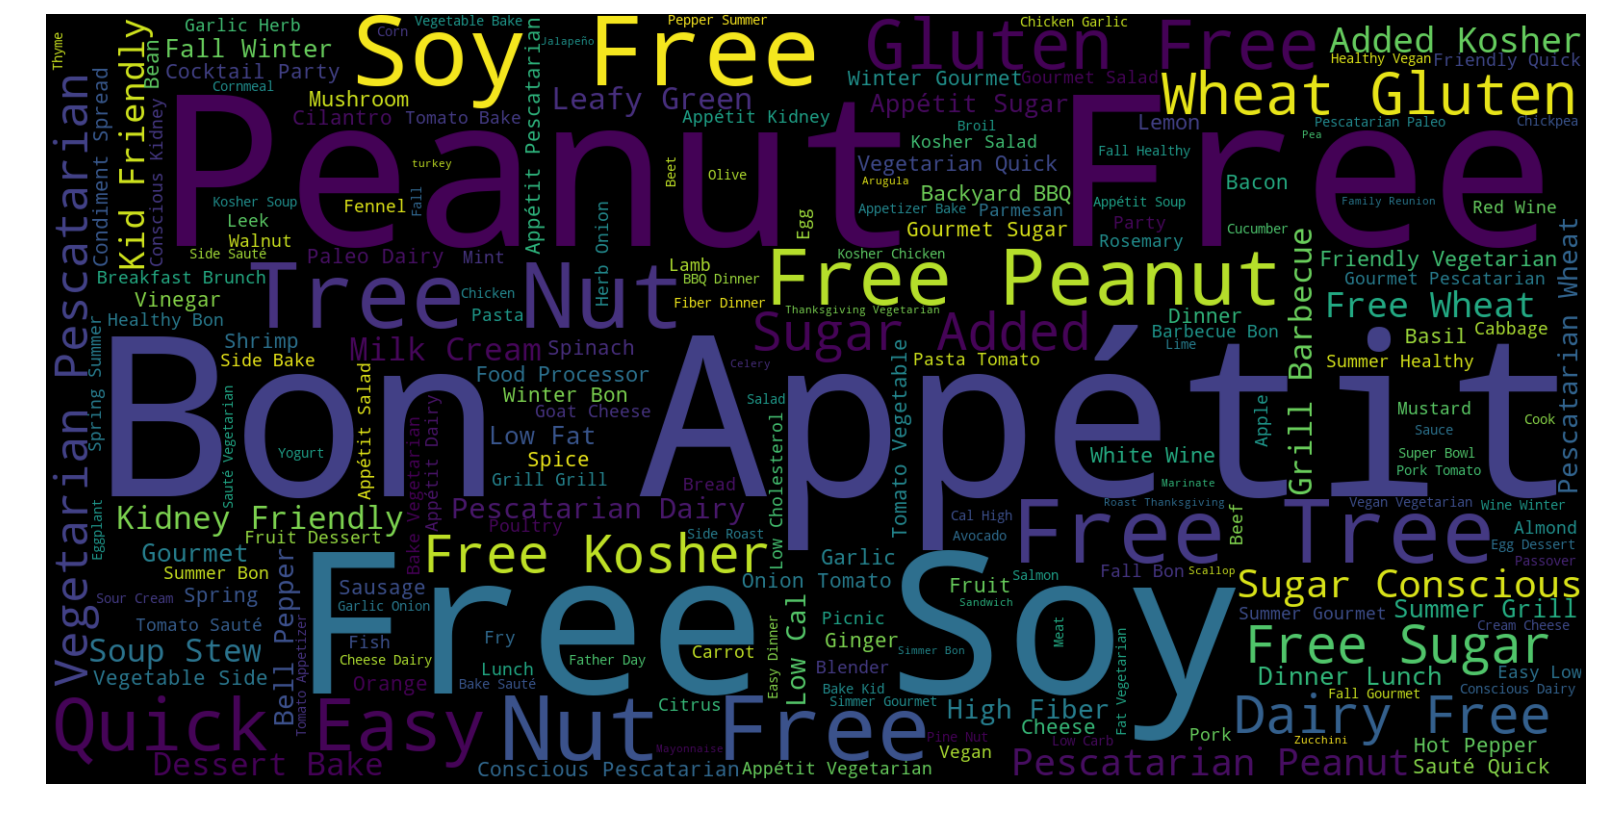 Thyme
Garlic Herb
Vegetable Bake
Corn
Soy Free
Jalapeño
Pepper Summer
Chicken Garlic
Gluten Free
Added Kosher
Fall Winter
Bean
Kid Friendly
Cocktail Party
Cornmeal
Appétit Pescatarian
Winter Gourmet
Gourmet Salad
Healthy Vegan
Friendly Quick
Wheat Gluten
Mushroom
Leafy Green
Cilantro
Tomato Bake
Appétit Kidney
Appétit Sugar
Broil
Lemon
Pescatarian Paleo
Chickpea
Pea
Condiment Spread
Conscious Kidney
Peanut Free
Kosher Salad
Fall Healthy
turkey
Beet
Olive
Vegetarian Quick
Arugula
Bacon
Kosher Soup
Fennel
Fall
Backyard BBQ
Appetizer Bake
Parmesan
Appétit Soup
Family Reunion
Red Wine
Leek
Walnut
Side Sauté
Egg
Gourmet Sugar
Party
Rosemary
Cucumber
Vegetarian Pescatarian
Paleo Dairy
Mint
Herb Onion
Lamb
BBQ Dinner
Kosher Chicken
Friendly Vegetarian
Breakfast Brunch
Tree Nut
Free Peanut
Gourmet Pescatarian
Pescatarian Wheat
Vinegar
Chicken
Pasta
Fiber Dinner
Thanksgiving Vegetarian
Dinner
Free Wheat
Healthy Bon
Spring Summer
Shrimp
Milk Cream
Spinach
Sugar Added
Barbecue Bon
Lime
Grill Barbecue
Basil
Cabbage
Side Bake
Food Processor
Celery
Pasta Tomato
Summer Healthy
Bon Appétit
Winter Bon
Goat Cheese
Salad
Tomato Vegetable
Apple
Mustard
Sauce
Cook
Appétit Salad
Bake Vegetarian
Appétit Dairy
Low Fat
Spice
Yogurt
Sauté Vegetarian
Low Cholesterol
White Wine
Super Bowl
Grill Grill
Bread
Marinate
Pork Tomato
Eggplant
Pescatarian Dairy
Roast Thanksgiving
Vegan Vegetarian
Wine Winter
Kidney Friendly
Poultry
Side Roast
Cal High
Avocado
Free Tree
Beef
Almond
Fruit Dessert
Egg Dessert
Gourmet
Free Kosher
Garlic
Passover
Summer Bon
Bell Pepper
Onion Tomato
Fruit
Salmon
Fall Bon
Scallop
Sugar Conscious
Sour Cream
Spring
Sausage
Garlic Onion
Sandwich
Summer Gourmet
Summer Grill
Tomato Sauté
Low Cal
Picnic
Cream Cheese
Soup Stew
Fish
Fry
Carrot
Ginger
Simmer Bon
Meat
Free Sugar
Free Soy
Cheese Dairy
Father Day
Easy Dinner
Blender
Vegetable Side
Tomato Appetizer
Orange
Lunch
Bake Sauté
Bake Kid
Fat Vegetarian
Dinner Lunch
Easy Low
Conscious Dairy
Fall Gourmet
Citrus
Simmer Gourmet
High Fiber
Quick Easy
Nut Free
Cheese
Dairy Free
Pine Nut
Low Carb
Pork
Zucchini
Mayonnaise
Vegan
Hot Pepper
Dessert Bake
Conscious Pescatarian
Appétit Vegetarian
Pescatarian Peanut
Sauté Quick